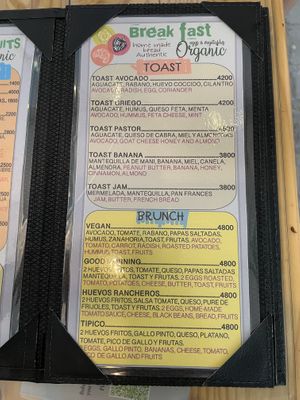 UITS
Break fast
home made
bread
Authentic
eggs & vegetables
Organic
TOAST
TOAST AVOCADO 4200
AGUACATE, RABANO, HUEVO COCCIDO, CILANTRO
AVOCAT, RADISH, EGG, CORIANDER
TOAST GRIEGO 4200
AGUACATE, HUMUS, QUESO FETA, MENTA
AVOCADO, HUMMUS, FETA CHEESE, MINT
TOAST PASTOR
AGUACATE, QUESO DE CABRA, MIEL Y ALMENDRAS
AVOCADO, GOAT CHEESE HONEY AND ALMOND
TOAST BANANA 3800
MANTEQUILLA DE MANI, BANANA, MIEL, CANELA,
ALMENDRA, PEANUT BUTTER, BANANA, HONEY,
CINNAMON, ALMOND
TOAST JAM 3800
MERMELADA, MANTEQUILLA, PAN FRANCES
JAM, BUTTER, FRENCH BREAD
BRUNCH
VEGAN 4800
AVOCADO, TOMATE, RABANO, PAPAS SALTADAS,
HUMUS, ZANAHORIA, TOAST, FRUTAS, AVOCADO,
TOMATO, CARROT, RADISH, ROASTED POTATOES,
HUMMUS, TOAST, FRUITS
GOOD MORNING 4800
2 HUEVOS FRITOS, TOMATE, QUESO, PAPAS SALTADAS,
MANTEQUILLA, TOAST Y FRUTAS. 2 EGGS ROASTED,
TOMATO, POTATOES, CHEESE, BUTTER, TOAST, FRUITS
HUEVOS RANCHEROS 4800
2 HUEVOS FRITOS, SALSA TOMATE, QUESO, PURE DE
FRIJOLES, TOAST Y FRUTAS, 2 EGGS, HOME-MADE
TOMATO SAUCE, CHEESE, BLACK BEANS, BREAD, FRUITS
TIPICO 4800
2 HUEVOS FRITOS, GALLO PINTO, QUESO, PLATANO,
TOMATE, PICO DE GALLO Y FRUTAS.
EGGS, GALLO PINTO, BANANAS, CHEESE, TOMATO,
PICO DE GALLO AND FRUITS